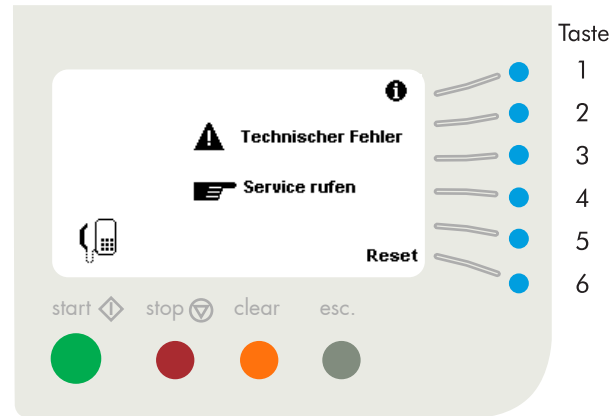 Taste
1
2
Technischer Fehler
3
Service rufen
4
5
Reset
6
start stop clear esc.